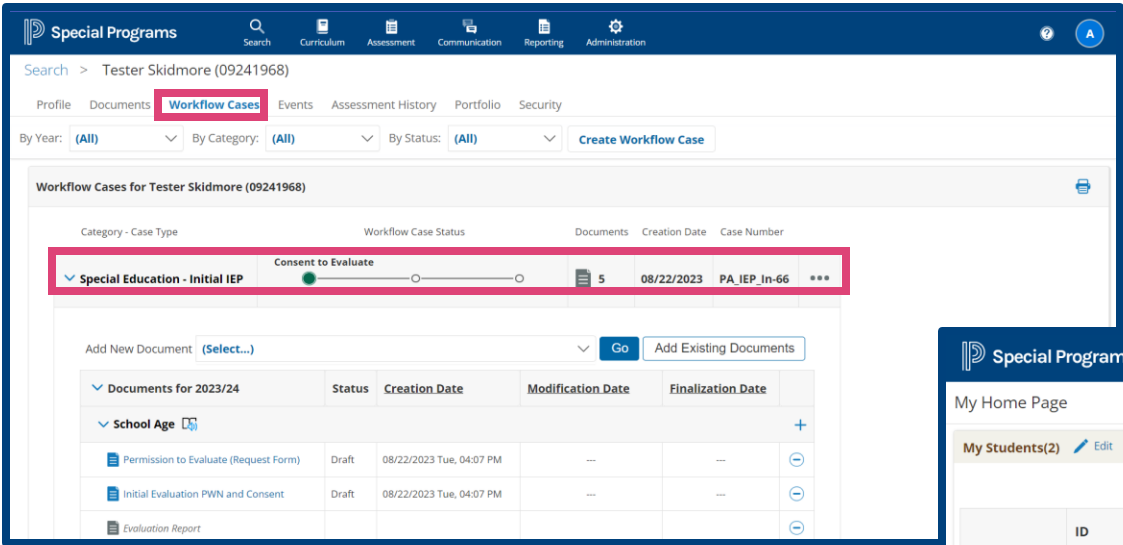 Special Programs
Search Curriculum Assessment Communication Reporting Administration
? A
Search > Tester Skidmore (09241968)
Profile Documents Workflow Cases Events Assessment History Portfolio Security
By Year: (All) By Category: (All) By Status: (All) Create Workflow Case
Workflow Cases for Tester Skidmore (09241968)
Category - Case Type Workflow Case Status Documents Creation Date Case Number
Consent to Evaluate
Special Education - Initial IEP 5 08/22/2023 PA_IEP_In-66 •••
Add New Document (Select...) Go Add Existing Documents
Documents for 2023/24 Status Creation Date Modification Date Finalization Date
School Age
Permission to Evaluate (Request Form) Draft 08/22/2023 Tue, 04:07 PM --- ---
Initial Evaluation PWN and Consent Draft 08/22/2023 Tue, 04:07 PM --- ---
Evaluation Report
Special Program
My Home Page
My Students(2) Edit
ID